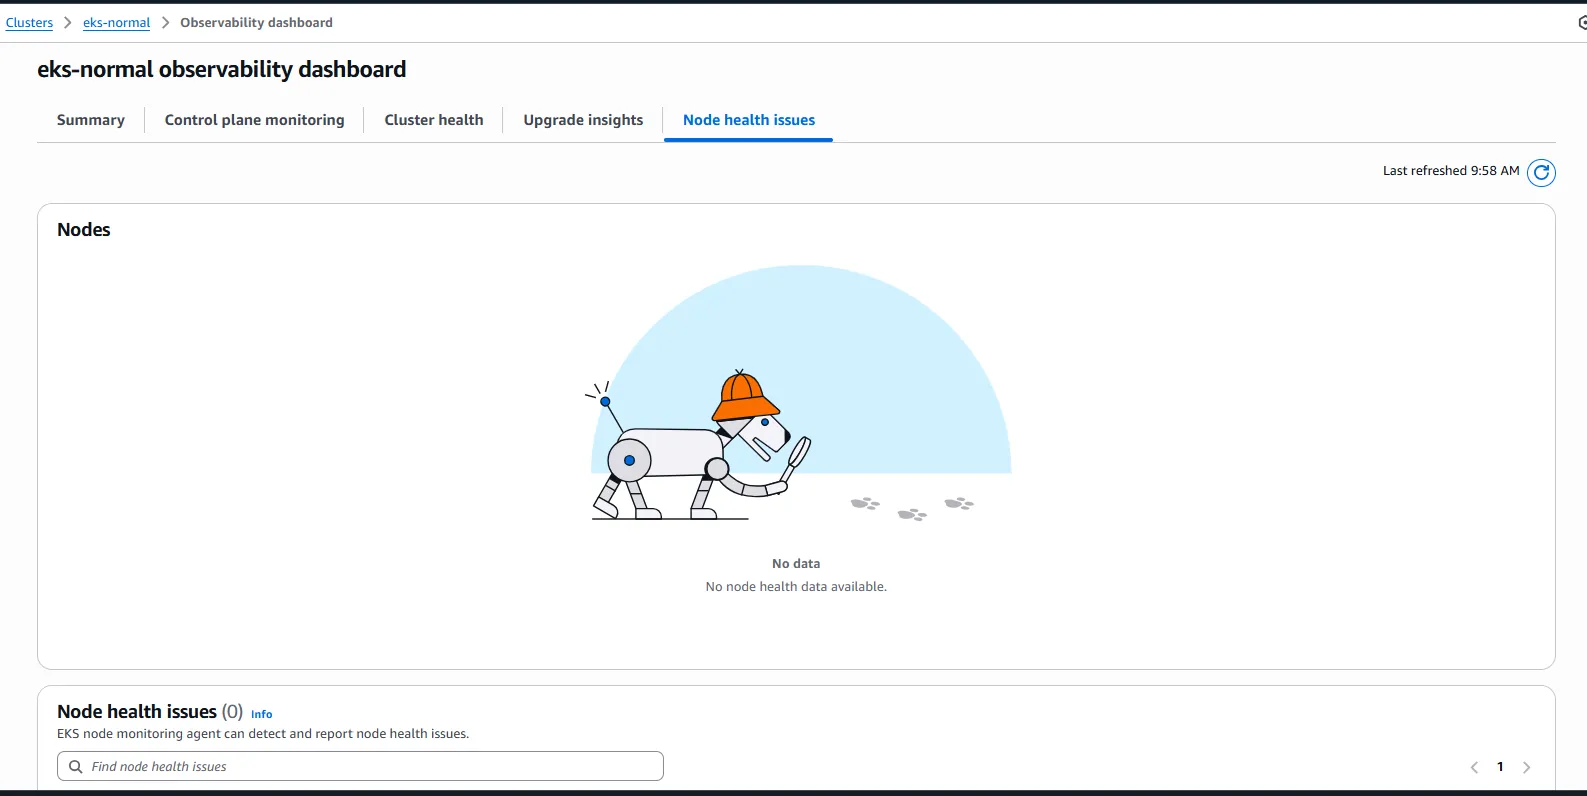 Clusters > eks-normal > Observability dashboard
eks-normal observability dashboard
Summary Control plane monitoring Cluster health Upgrade insights Node health issues
Last refreshed 9:58 AM
Nodes
No data
No node health data available.
Node health issues (0) Info
EKS node monitoring agent can detect and report node health issues.
Find node health issues
< 1 >